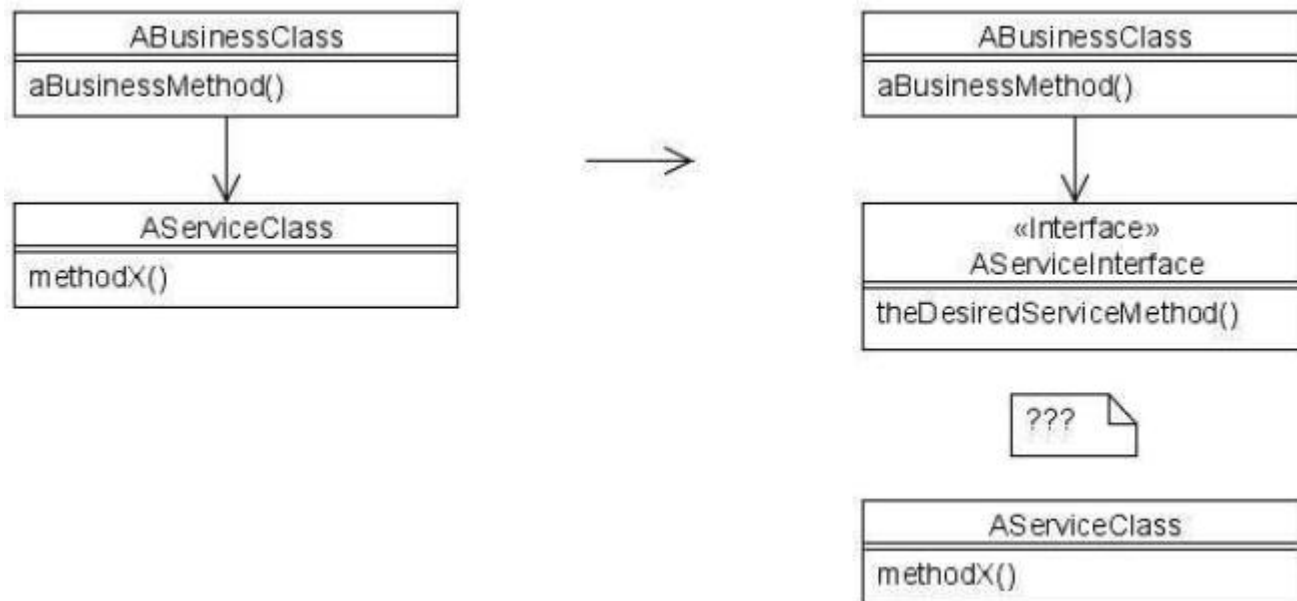 ABusinessClass
aBusinessMethod()
AServiceClass
methodX()
ABusinessClass
aBusinessMethod()
«Interface»
AServiceInterface
theDesiredServiceMethod()
???
AServiceClass
methodX()